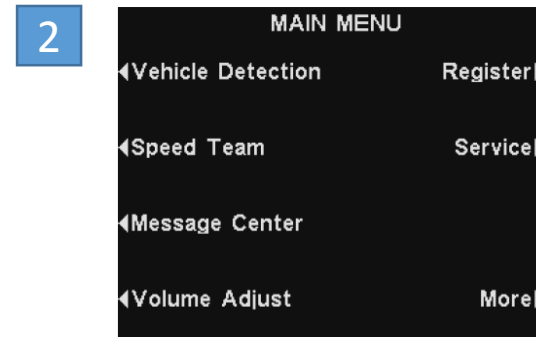 2
MAIN MENU
Vehicle Detection Register
Speed Team Service
Message Center
Volume Adjust More